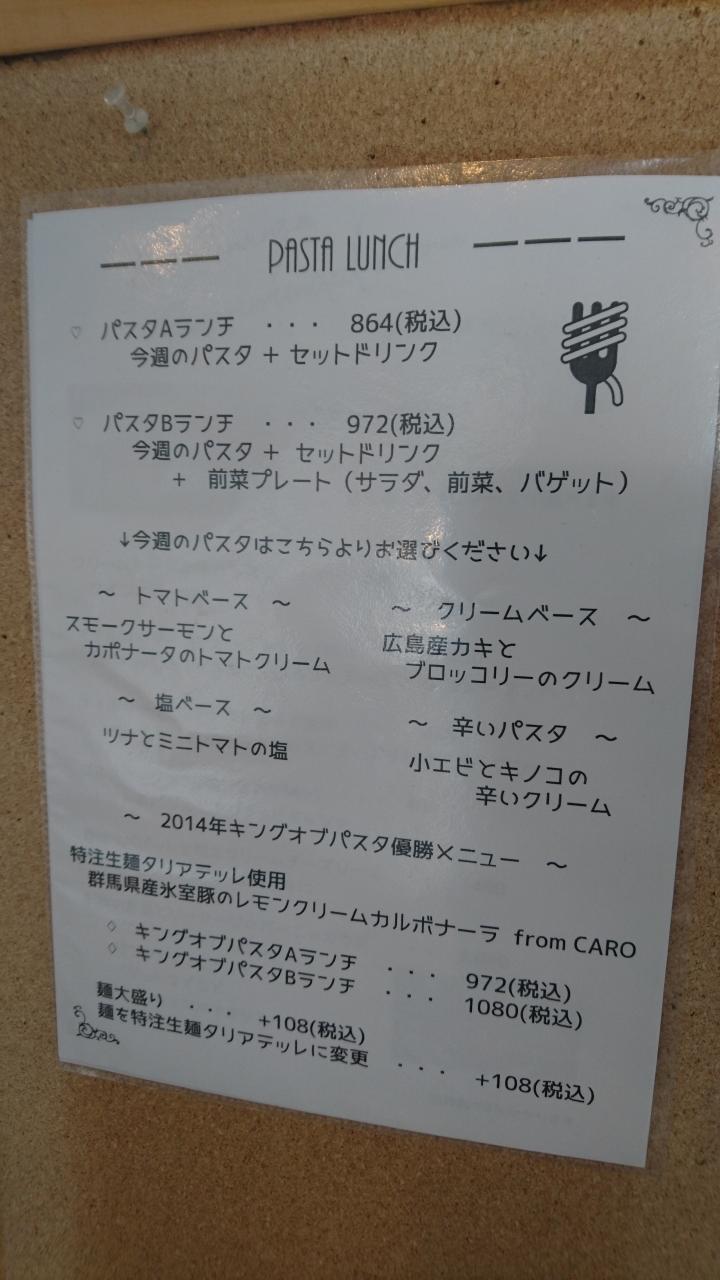 PASTA LUNCH
♡ パスタAランチ ・・・ 864(税込)
今週のパスタ + セットドリンク
♡ パスタBランチ ・・・ 972(税込)
今週のパスタ + セットドリンク
+ 前菜プレート（サラダ、前菜、バゲット）
↓今週のパスタはこちらよりお選びください↓
～ トマトベース ～
スモークサーモンと
カポナータのトマトクリーム
～ クリームベース ～
広島産カキと
ブロッコリーのクリーム
～ 塩ベース ～
ツナとミニトマトの塩
～ 辛いパスタ ～
小エビとキノコの
辛いクリーム
～ 2014年キングオブパスタ優勝メニュー ～
特注生麺タリアテッレ使用
群馬県産氷室豚のレモンクリームカルボナーラ from CARO
♢ キングオブパスタAランチ ・・・ 972(税込)
♢ キングオブパスタBランチ ・・・ 1080(税込)
麺大盛り ・・・ +108(税込)
麺を特注生麺タリアテッレに変更 ・・・ +108(税込)